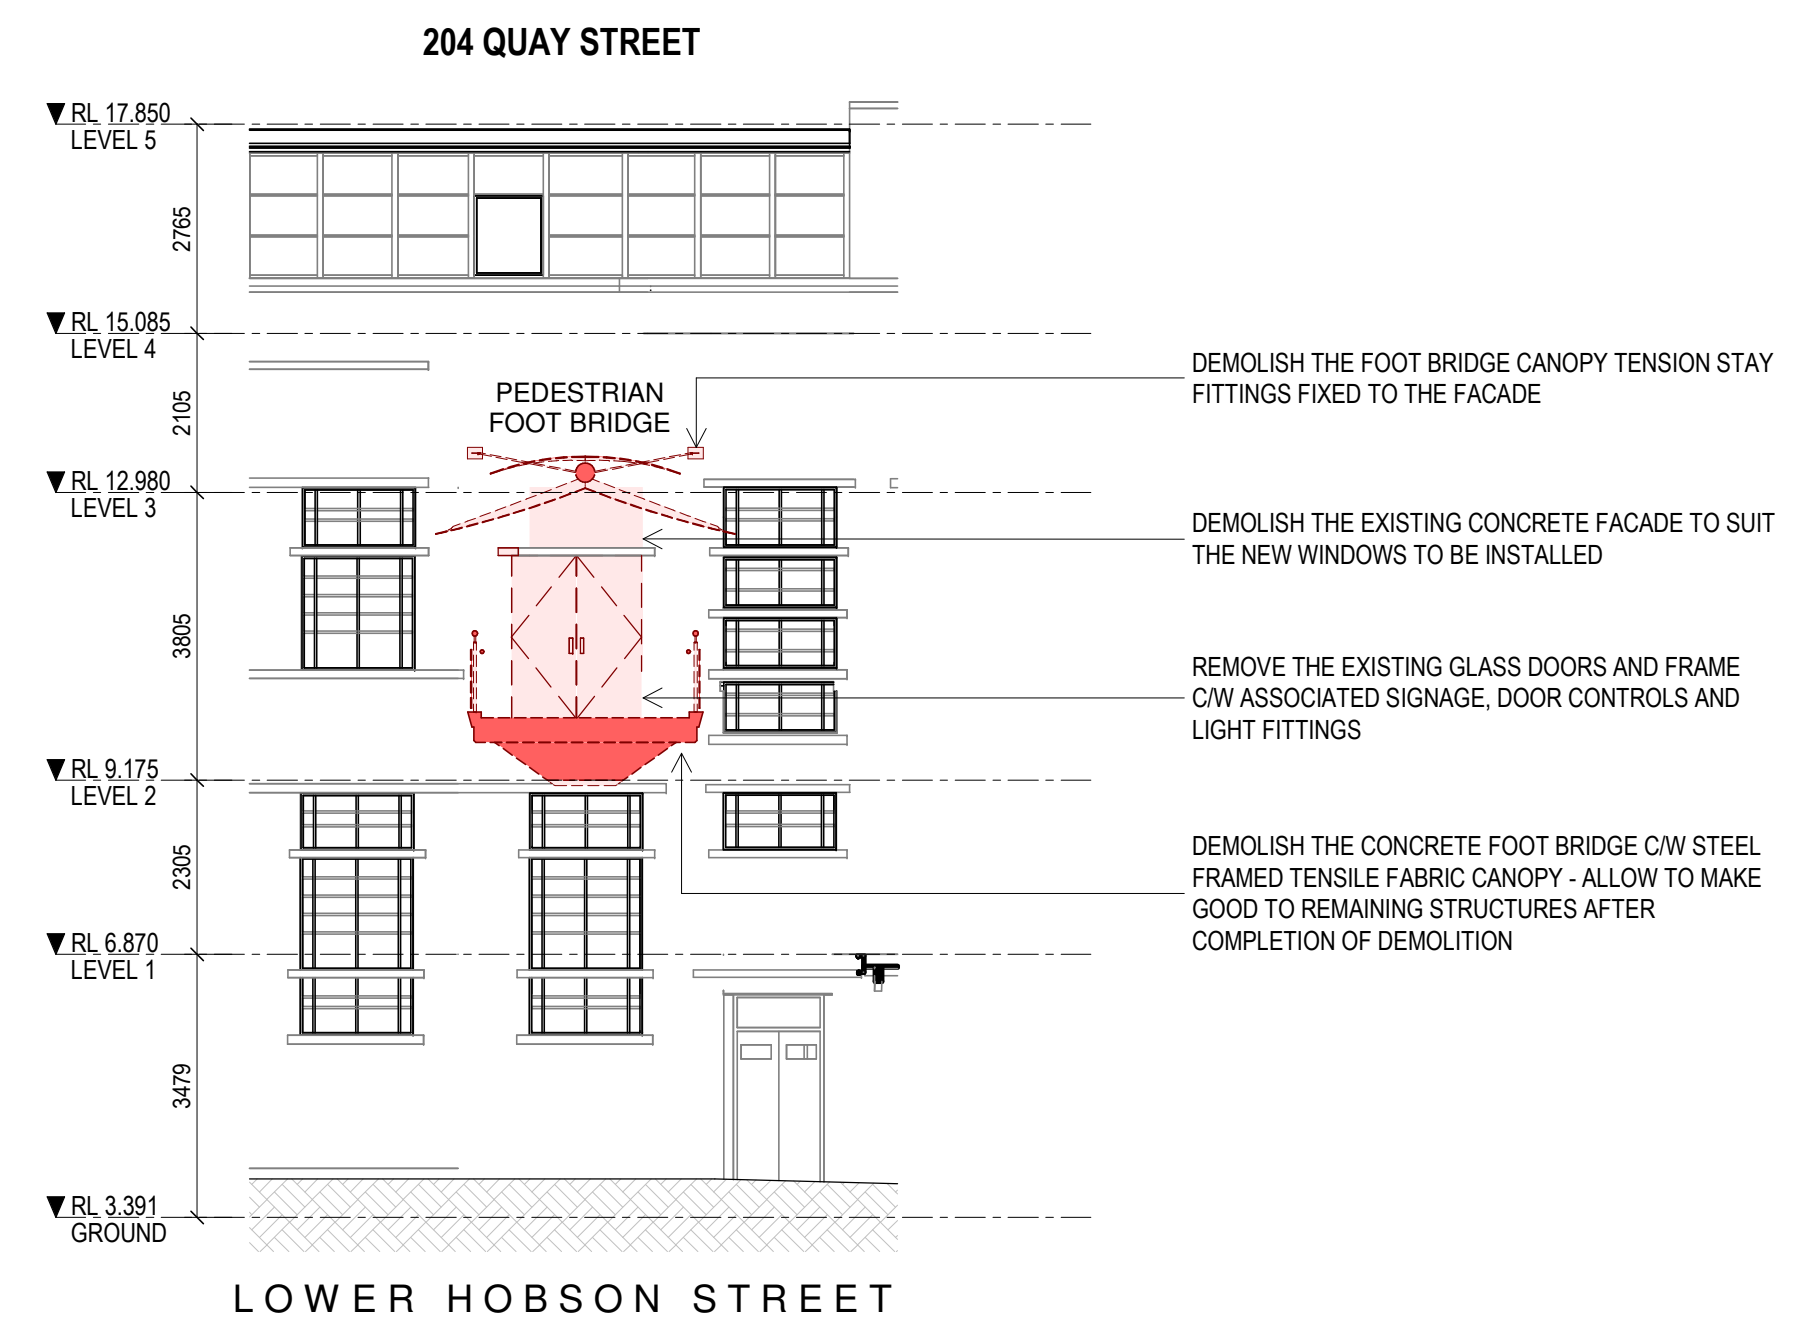 204 QUAY STREET
RL 17.850
LEVEL 5
2765
RL 15.085
LEVEL 4
2105
RL 12.980
LEVEL 3
3805
RL 9.175
LEVEL 2
2305
RL 6.870
LEVEL 1
3479
RL 3.391
GROUND
PEDESTRIAN
FOOT BRIDGE
DEMOLISH THE FOOT BRIDGE CANOPY TENSION STAY
FITTINGS FIXED TO THE FACADE
DEMOLISH THE EXISTING CONCRETE FACADE TO SUIT
THE NEW WINDOWS TO BE INSTALLED
REMOVE THE EXISTING GLASS DOORS AND FRAME
C/W ASSOCIATED SIGNAGE, DOOR CONTROLS AND
LIGHT FITTINGS
DEMOLISH THE CONCRETE FOOT BRIDGE C/W STEEL
FRAMED TENSILE FABRIC CANOPY - ALLOW TO MAKE
GOOD TO REMAINING STRUCTURES AFTER
COMPLETION OF DEMOLITION
LOWER HOBSON STREET